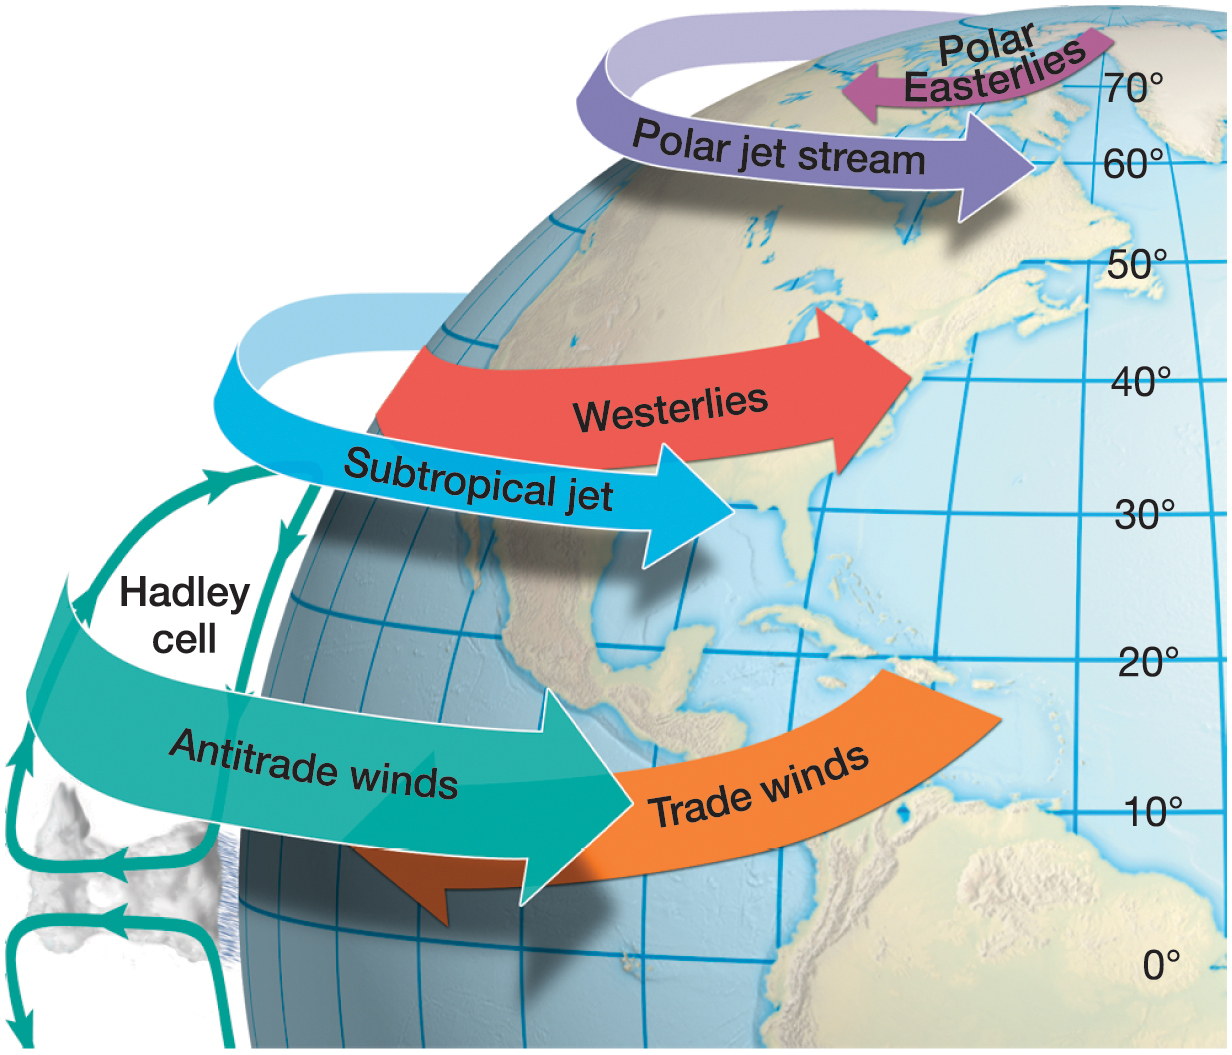 Polar
Easterlies
70°
Polar jet stream
60°
50°
40°
Westerlies
Subtropical jet
30°
Hadley
cell
20°
Antitrade winds
Trade winds
10°
0°